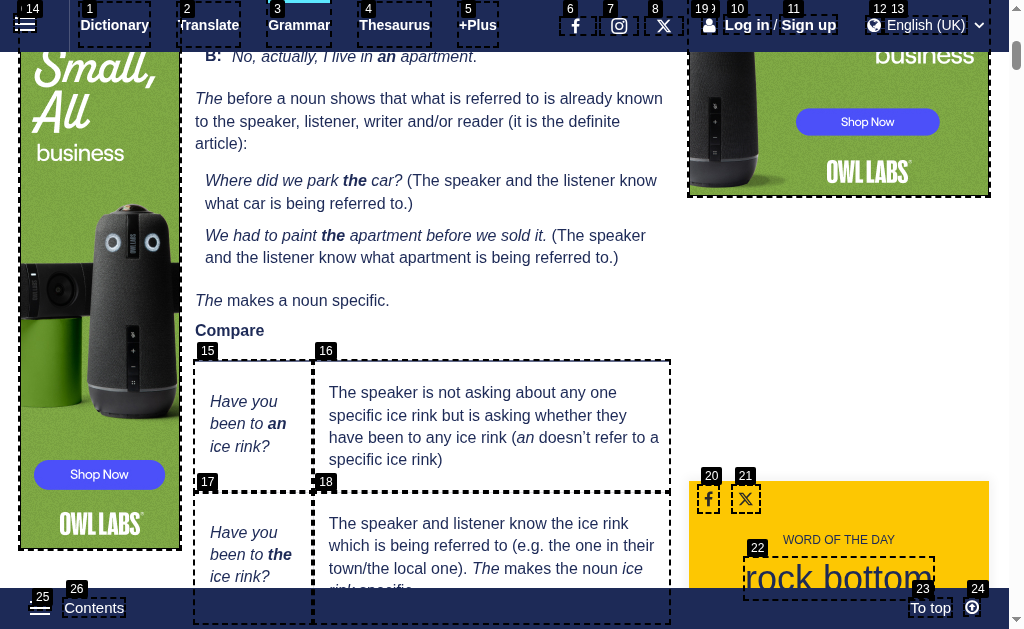 14 1 2 3 4 5 6 7 8 19 9 10 11 12 13
Dictionary Translate Grammar Thesaurus +Plus Log in / Sign up English (UK)
Small,
All
business
Shop Now
OWL LABS
B: No, actually, I live in an apartment.
The before a noun shows that what is referred to is already known
to the speaker, listener, writer and/or reader (it is the definite
article):
Where did we park the car? (The speaker and the listener know
what car is being referred to.)
We had to paint the apartment before we sold it. (The speaker
and the listener know what apartment is being referred to.)
The makes a noun specific.
Compare
15 16
Have you
been to an
ice rink?
The speaker is not asking about any one
specific ice rink but is asking whether they
have been to any ice rink (an doesn’t refer to a
specific ice rink)
17 18
Have you
been to the
ice rink?
The speaker and listener know the ice rink
which is being referred to (e.g. the one in their
town/the local one). The makes the noun ice
rink specific.
business
Shop Now
OWL LABS
20 21
WORD OF THE DAY
22
rock bottom
25 26 23 24
Contents To top